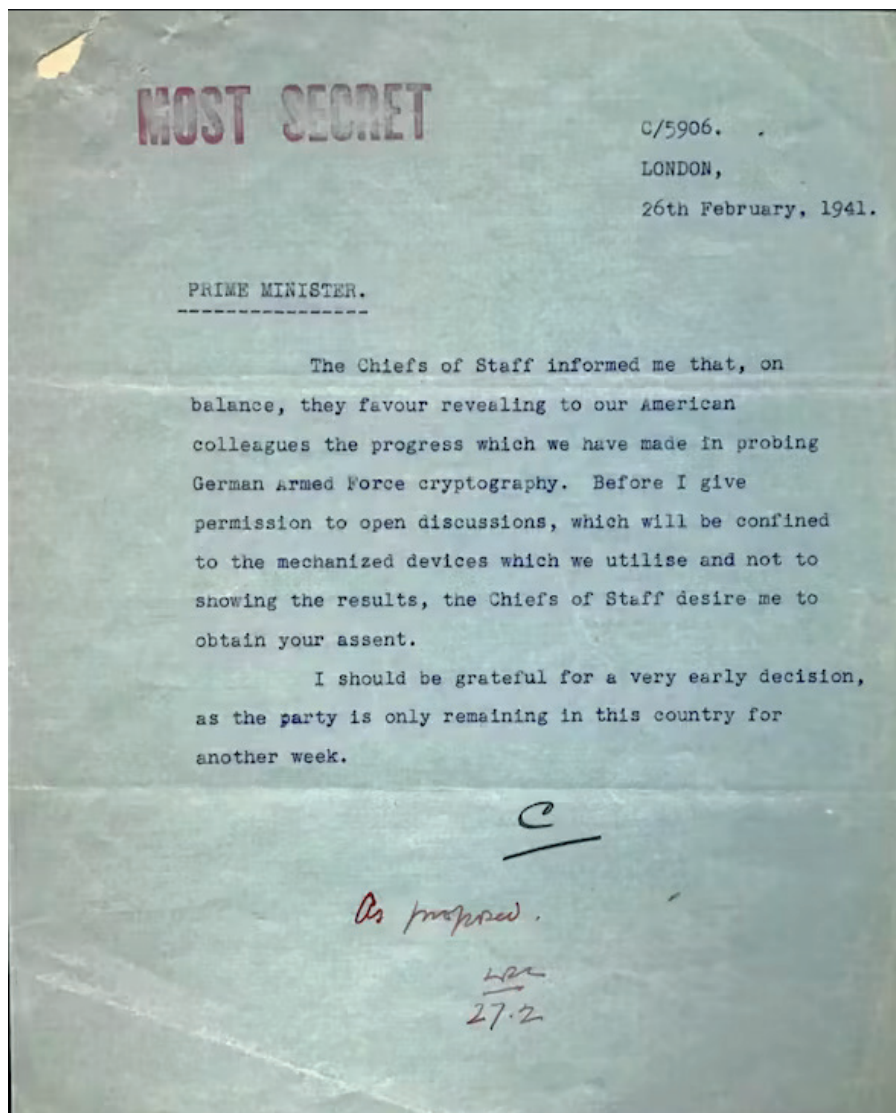 MOST SECRET
C/5906.
LONDON,
26th February, 1941.
PRIME MINISTER.
----------------
The Chiefs of Staff informed me that, on
balance, they favour revealing to our American
colleagues the progress which we have made in probing
German Armed Force cryptography. Before I give
permission to open discussions, which will be confined
to the mechanized devices which we utilise and not to
showing the results, the Chiefs of Staff desire me to
obtain your assent.
I should be grateful for a very early decision,
as the party is only remaining in this country for
another week.
C
As proposed.
WSC
27.2